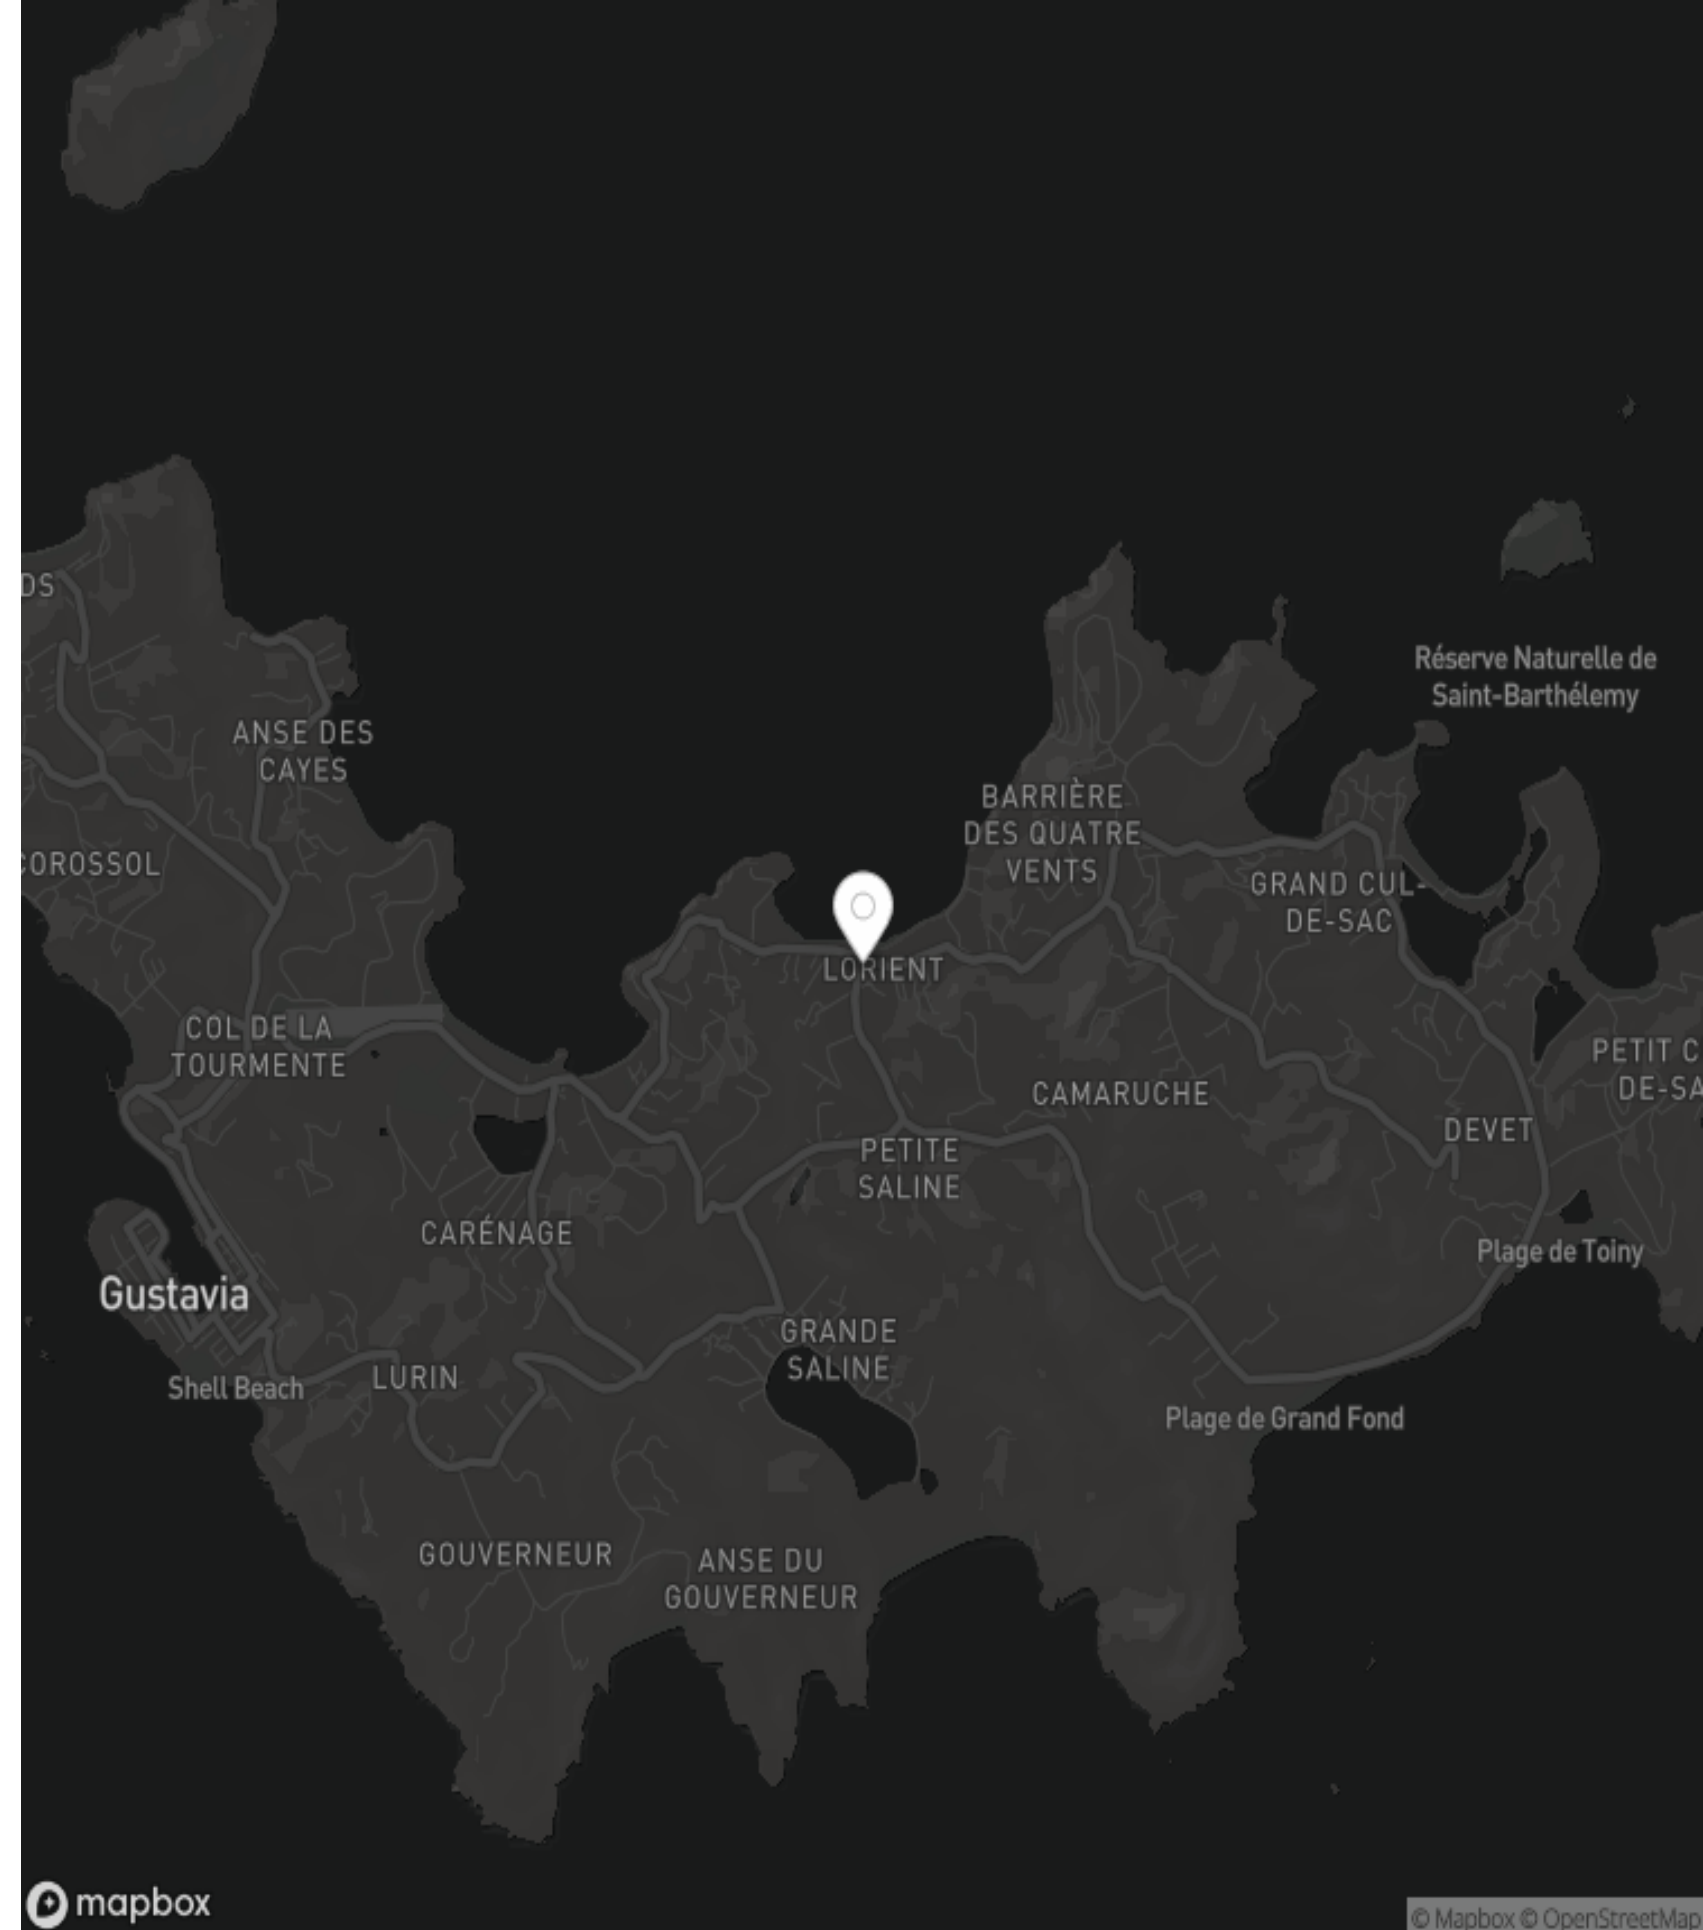 DS
Réserve Naturelle de
Saint-Barthélemy
ANSE DES
CAYES
BARRIÈRE
DES QUATRE
VENTS
COROSSOL
GRAND CUL-
DE-SAC
LORIENT
COL DE LA
TOURMENTE
PETIT C
DE-SA
CAMARUCHE
DEVET
PETITE
SALINE
CARÉNAGE
Plage de Toiny
Gustavia
GRANDE
SALINE
LURIN
Shell Beach
Plage de Grand Fond
GOUVERNEUR
ANSE DU
GOUVERNEUR
mapbox
© Mapbox © OpenStreetMap